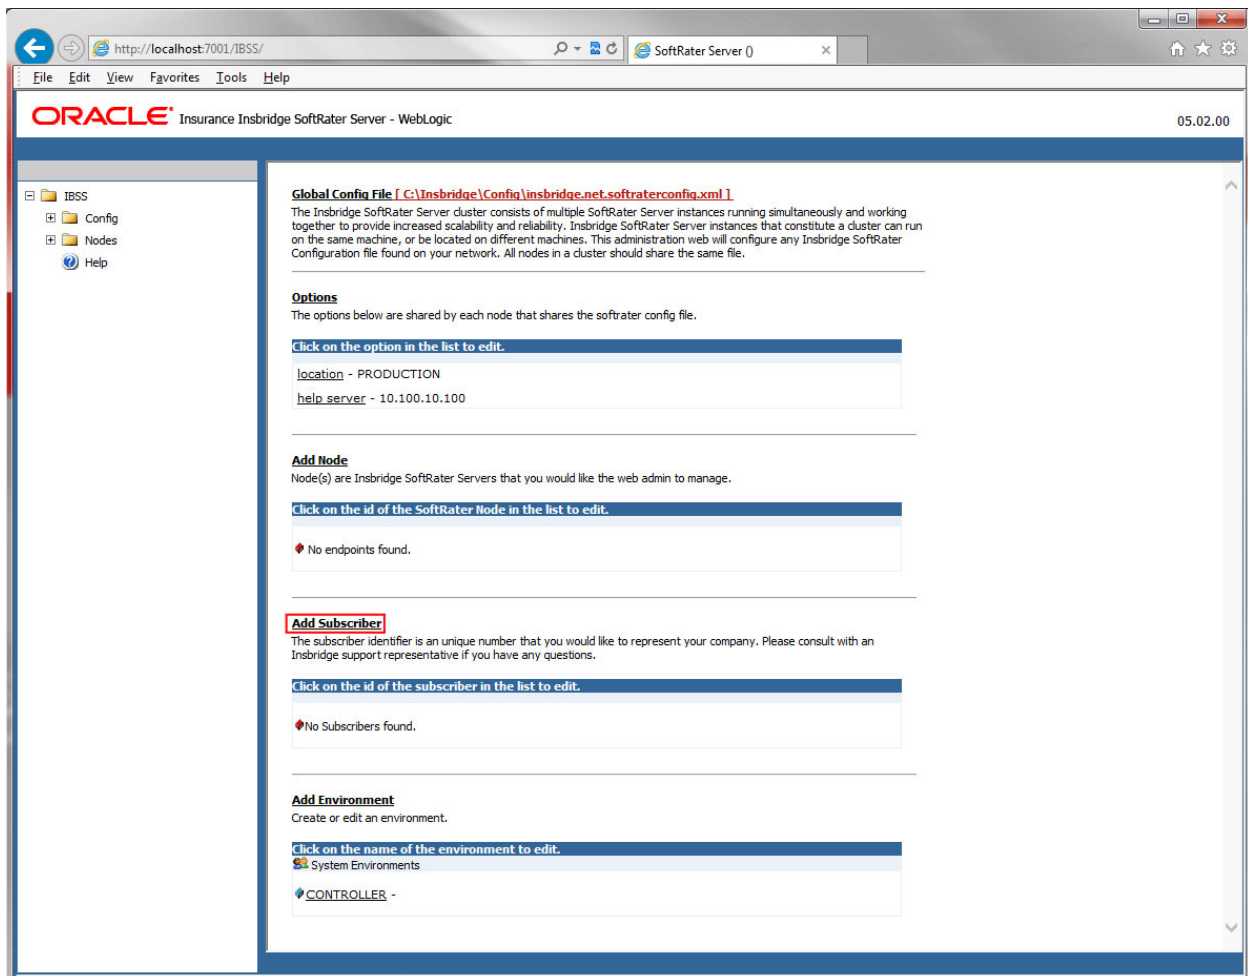 http://localhost:7001/IBSS/
SoftRater Server ()
File Edit View Favorites Tools Help
ORACLE Insurance Insbridge SoftRater Server - WebLogic
05.02.00
IBSS
Config
Nodes
Help
Global Config File [ C:\Insbridge\Config\insbridge.net.softraterconfig.xml ]
The Insbridge SoftRater Server cluster consists of multiple SoftRater Server instances running simultaneously and working
together to provide increased scalability and reliability. Insbridge SoftRater Server instances that constitute a cluster can run
on the same machine, or be located on different machines. This administration web will configure any Insbridge SoftRater
Configuration file found on your network. All nodes in a cluster should share the same file.
Options
The options below are shared by each node that shares the softrater config file.
Click on the option in the list to edit.
location - PRODUCTION
help server - 10.100.10.100
Add Node
Node(s) are Insbridge SoftRater Servers that you would like the web admin to manage.
Click on the id of the SoftRater Node in the list to edit.
No endpoints found.
Add Subscriber
The subscriber identifier is an unique number that you would like to represent your company. Please consult with an
Insbridge support representative if you have any questions.
Click on the id of the subscriber in the list to edit.
No Subscribers found.
Add Environment
Create or edit an environment.
Click on the name of the environment to edit.
System Environments
CONTROLLER -